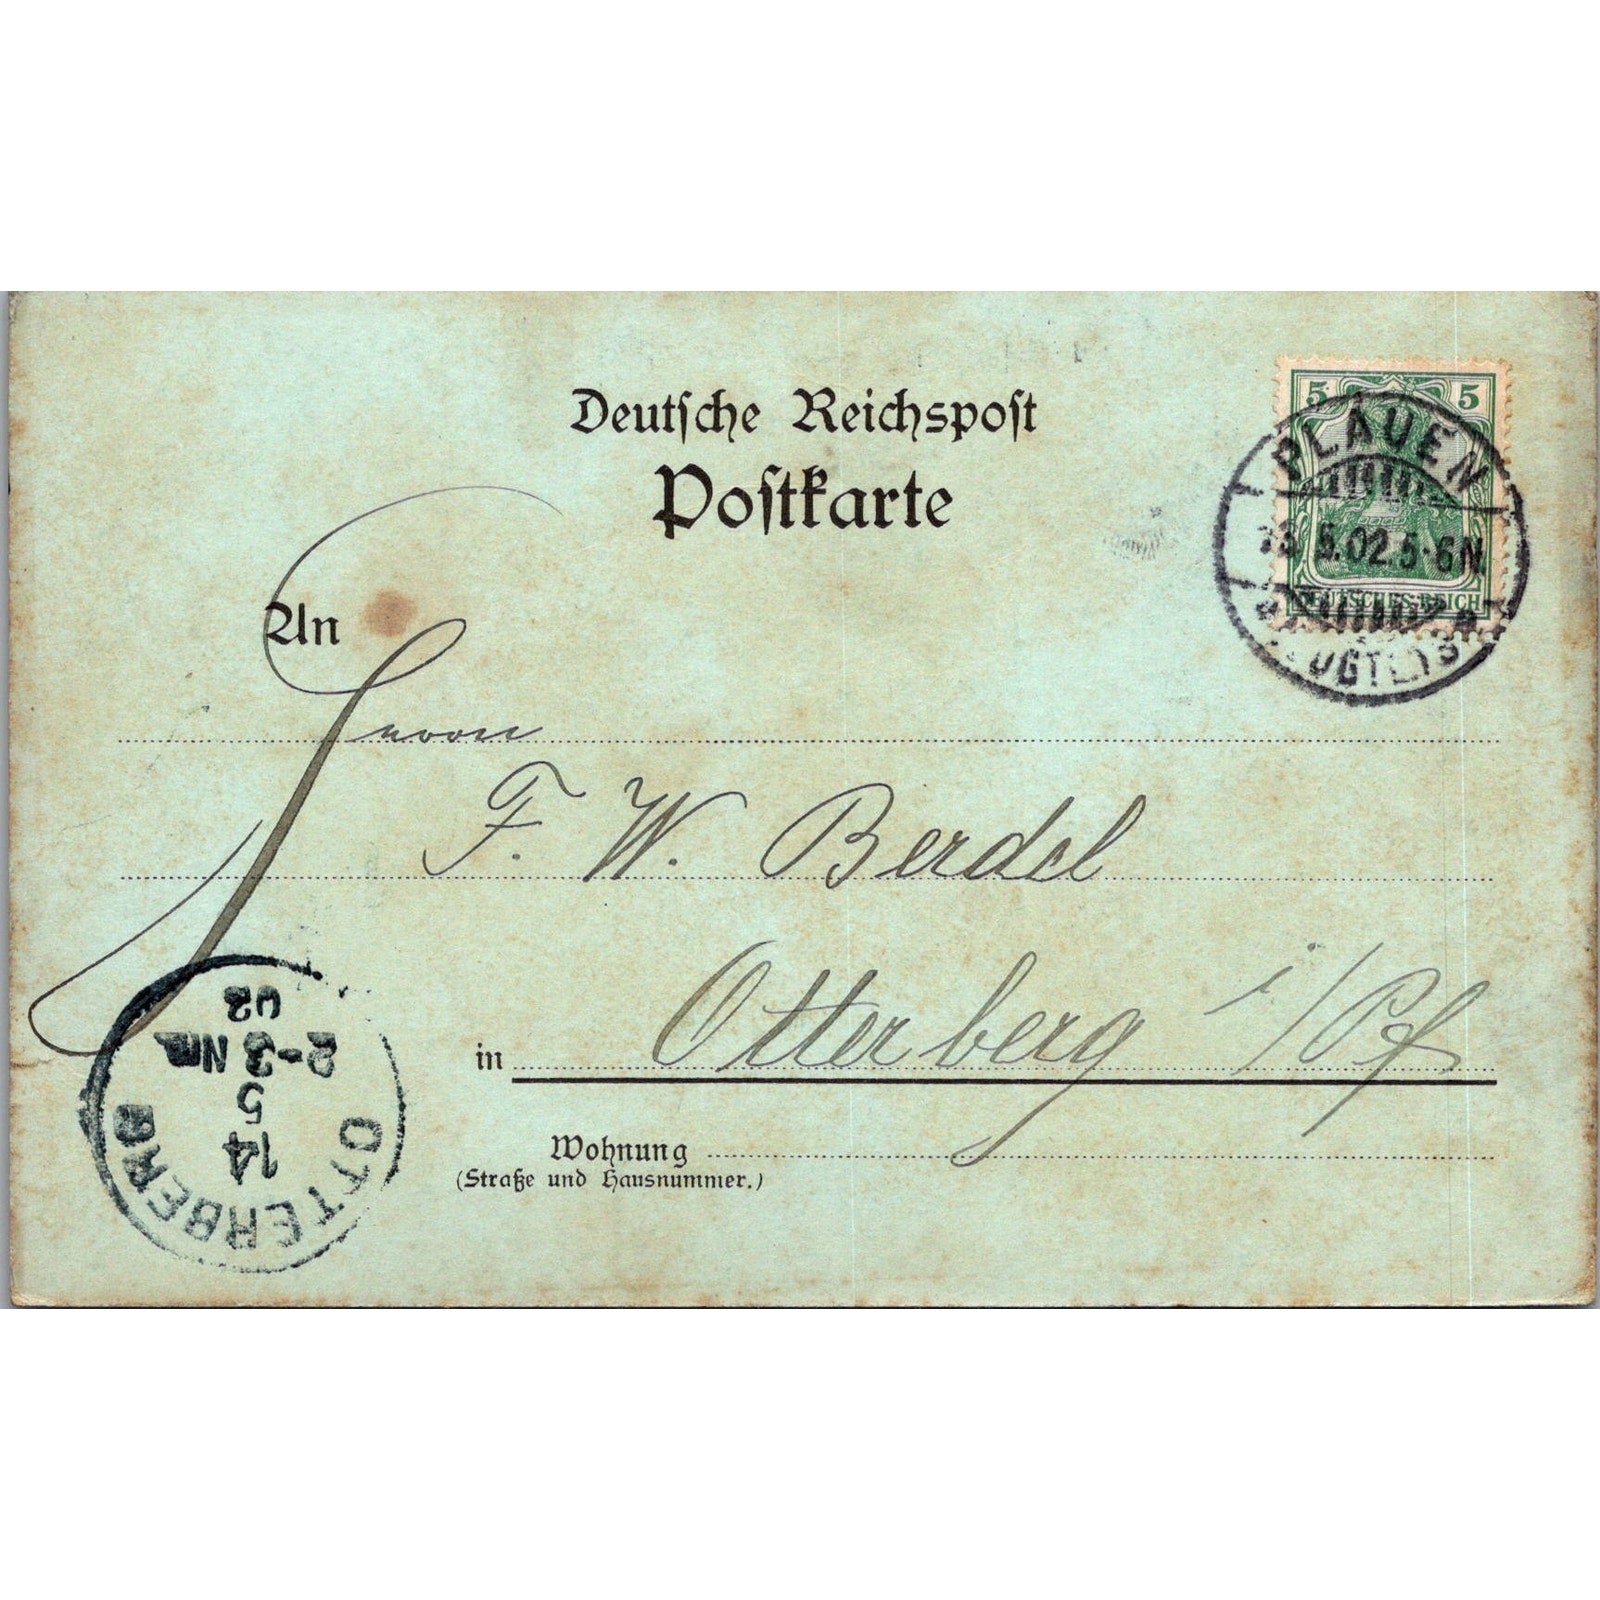 5 5
PLAUEN
5.02.5-6N
DEUTSCHES REICH
Deutſche Reichspoſt
Poſtkarte
An
Herrn
F. W. Berdel
in Otterberg i/Pf
Wohnung
(Straße und Hausnummer.)
OTTERBERG
14
5
2-3 NM
02